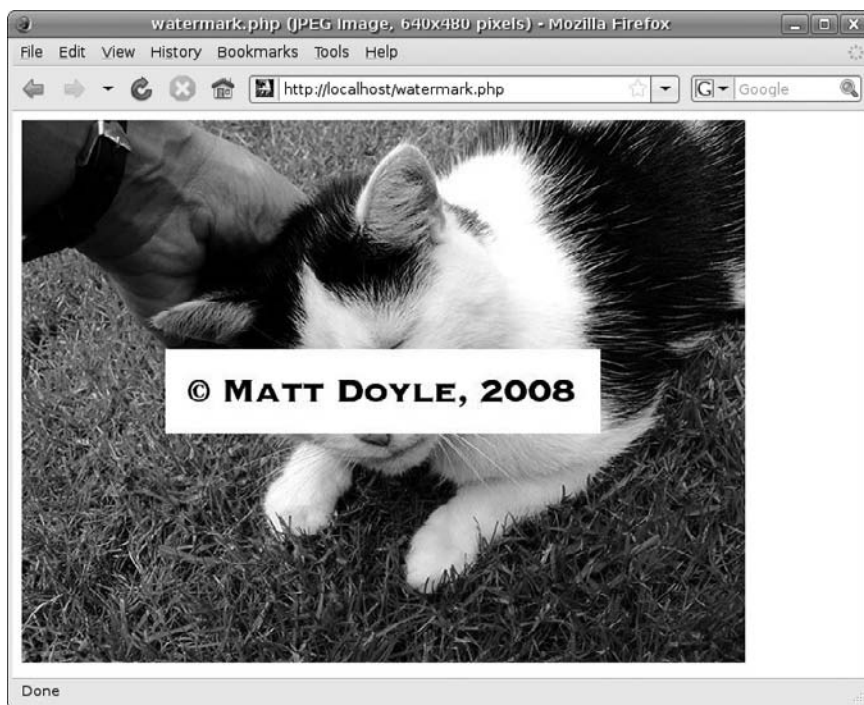 watermark.php (JPEG Image, 640x480 pixels) - Mozilla Firefox
File Edit View History Bookmarks Tools Help
http://localhost/watermark.php
G Google
© MATT DOYLE, 2008
Done